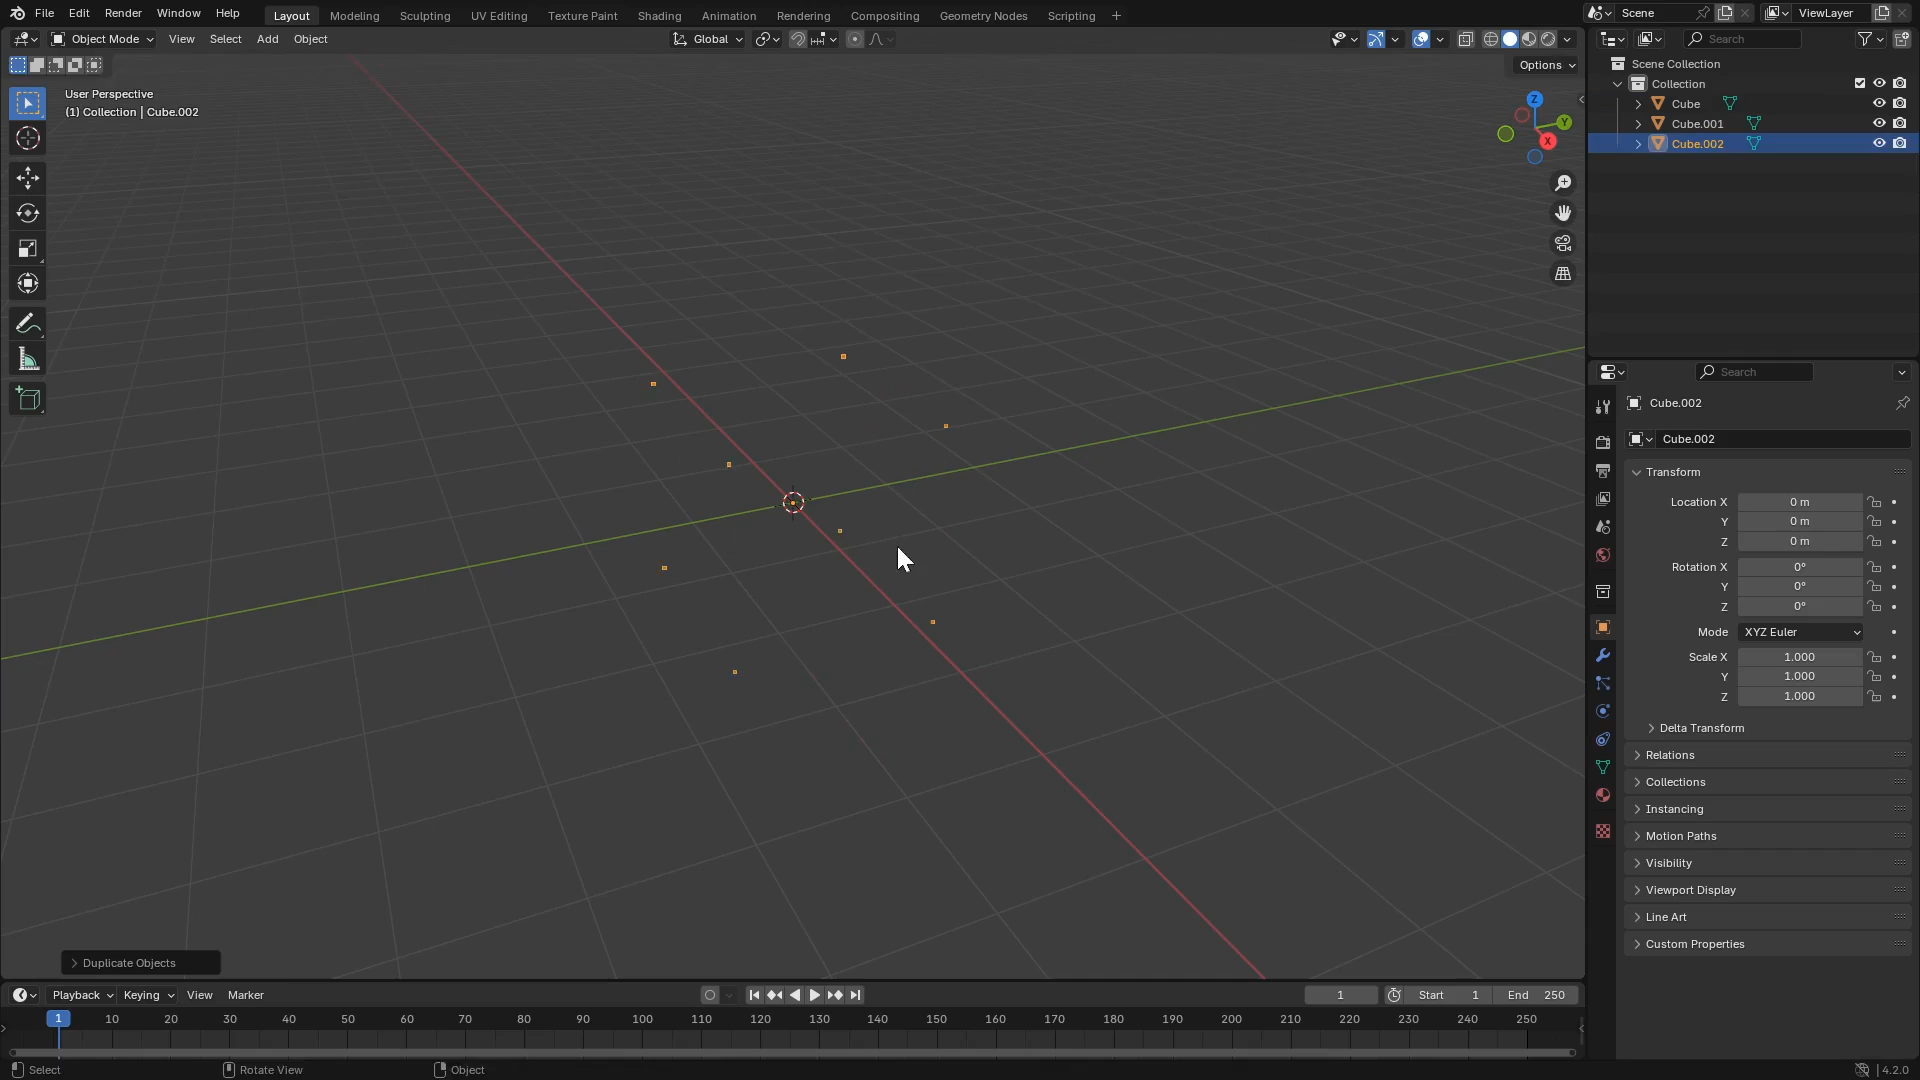 File Edit Render Window Help Layout Modeling Sculpting UV Editing Texture Paint Shading Animation Rendering Compositing Geometry Nodes Scripting + Scene ViewLayer
Object Mode View Select Add Object Global Search
Options
User Perspective
(1) Collection | Cube.002
Z
Y
X
Scene Collection
Collection
Cube
Cube.001
Cube.002
Search
Cube.002
Cube.002
Transform
Location X 0 m
Y 0 m
Z 0 m
Rotation X 0°
Y 0°
Z 0°
Mode XYZ Euler
Scale X 1.000
Y 1.000
Z 1.000
Delta Transform
Relations
Collections
Instancing
Motion Paths
Visibility
Viewport Display
Line Art
Custom Properties
Duplicate Objects
Playback Keying View Marker 1 Start 1 End 250
1 10 20 30 40 50 60 70 80 90 100 110 120 130 140 150 160 170 180 190 200 210 220 230 240 250
Select Rotate View Object 4.2.0